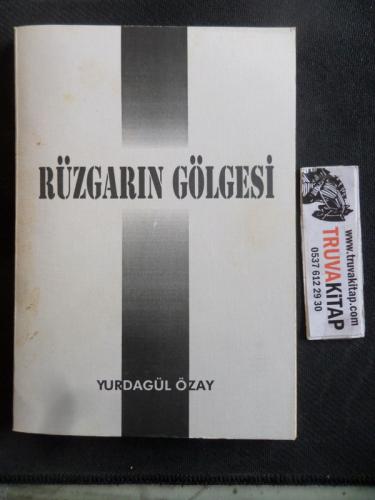 RÜZGARIN GÖLGESİ
YURDAGÜL ÖZAY
www.truvakitap.com
TRUVAKiTAP
0537 612 29 30